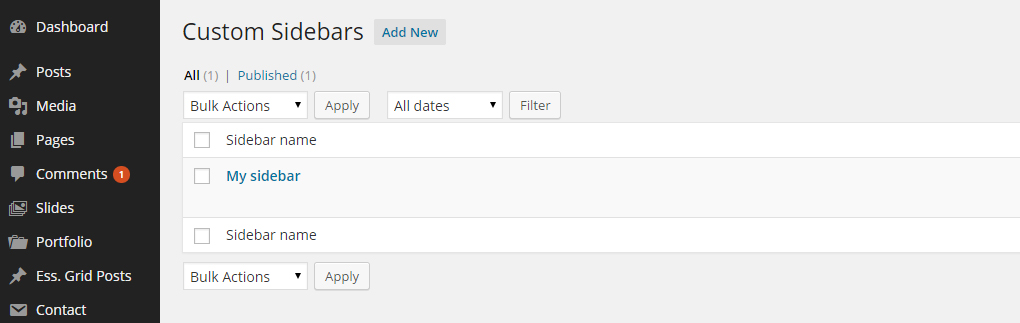 Dashboard
Posts
Media
Pages
Comments 1
Slides
Portfolio
Ess. Grid Posts
Contact
Custom Sidebars Add New
All (1) | Published (1)
Bulk Actions Apply All dates Filter
Sidebar name
My sidebar
Sidebar name
Bulk Actions Apply